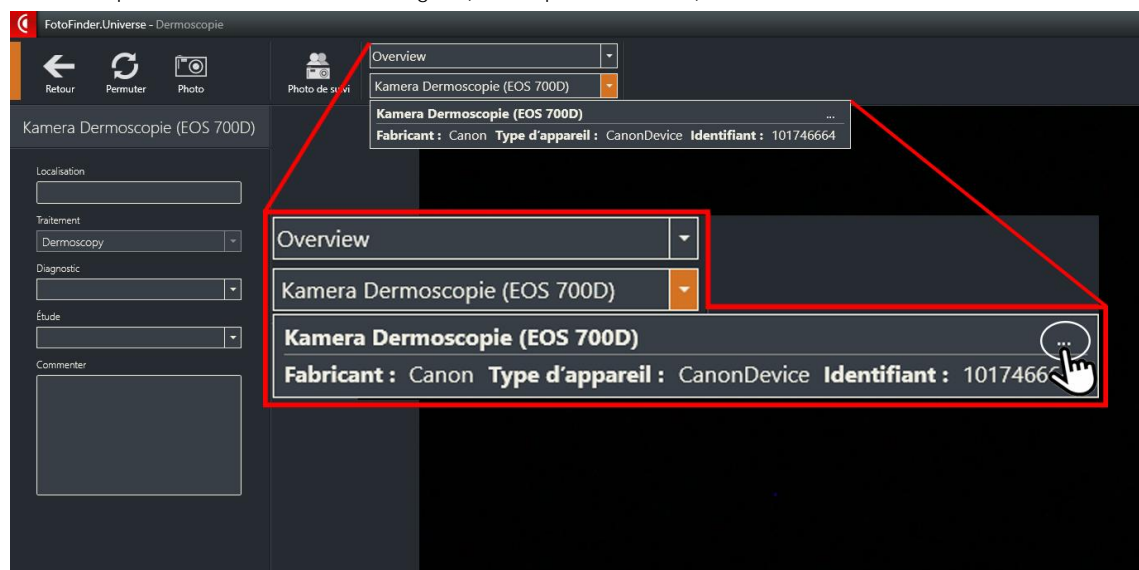 FotoFinder.Universe - Dermoscopie
Retour
Permuter
Photo
Photo de suivi
Overview
Kamera Dermoscopie (EOS 700D)
Kamera Dermoscopie (EOS 700D) ...
Fabricant : Canon Type d'appareil : CanonDevice Identifiant : 101746664
Kamera Dermoscopie (EOS 700D)
Localisation
Traitement
Dermoscopy
Diagnostic
Étude
Commenter
Overview
Kamera Dermoscopie (EOS 700D)
Kamera Dermoscopie (EOS 700D) ...
Fabricant : Canon Type d'appareil : CanonDevice Identifiant :